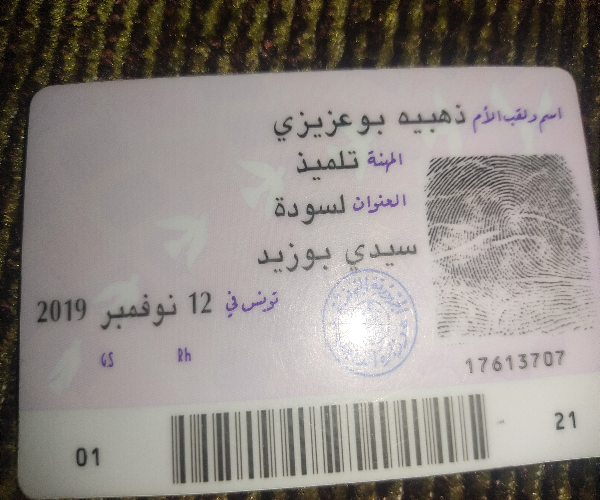 اسم ولقب الأم ذهبيه بوعزيزي
المهنة تلميذ
العنوان لسودة
سيدي بوزيد
تونس في 12 نوفمبر 2019
GS Rh
17613707
01 21